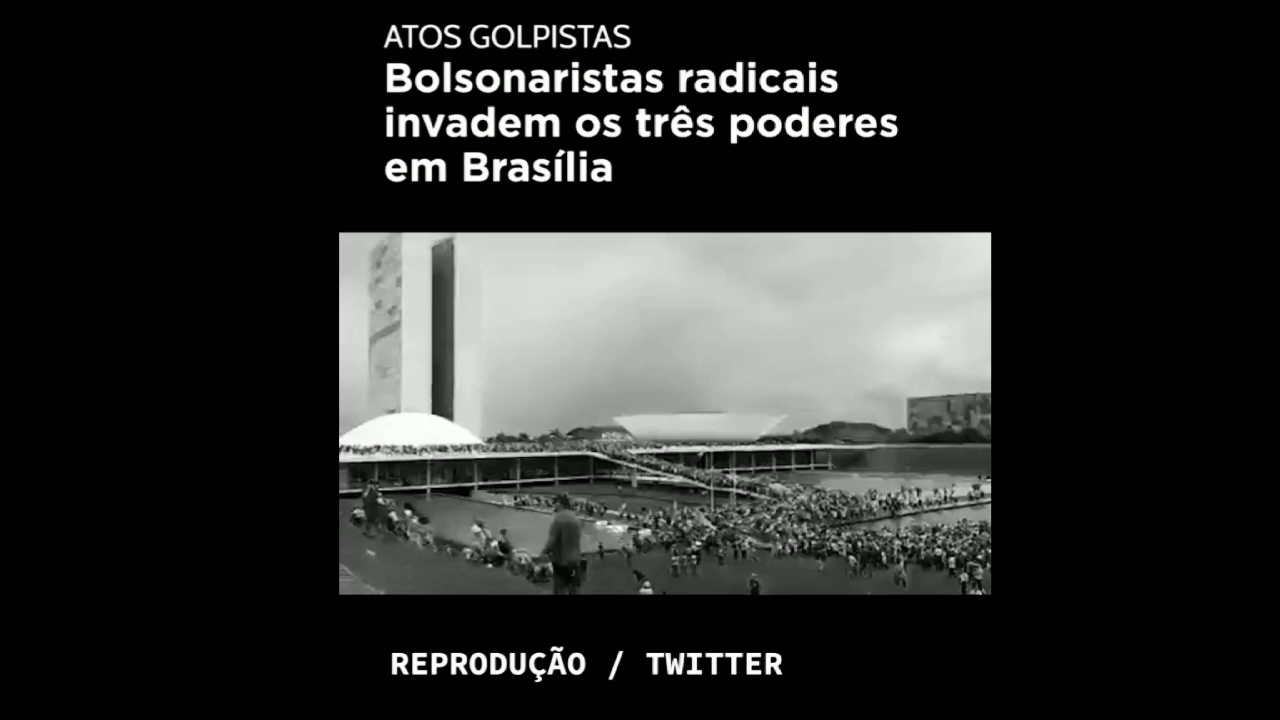 ATOS GOLPISTAS
Bolsonaristas radicais
invadem os três poderes
em Brasília
REPRODUÇÃO / TWITTER